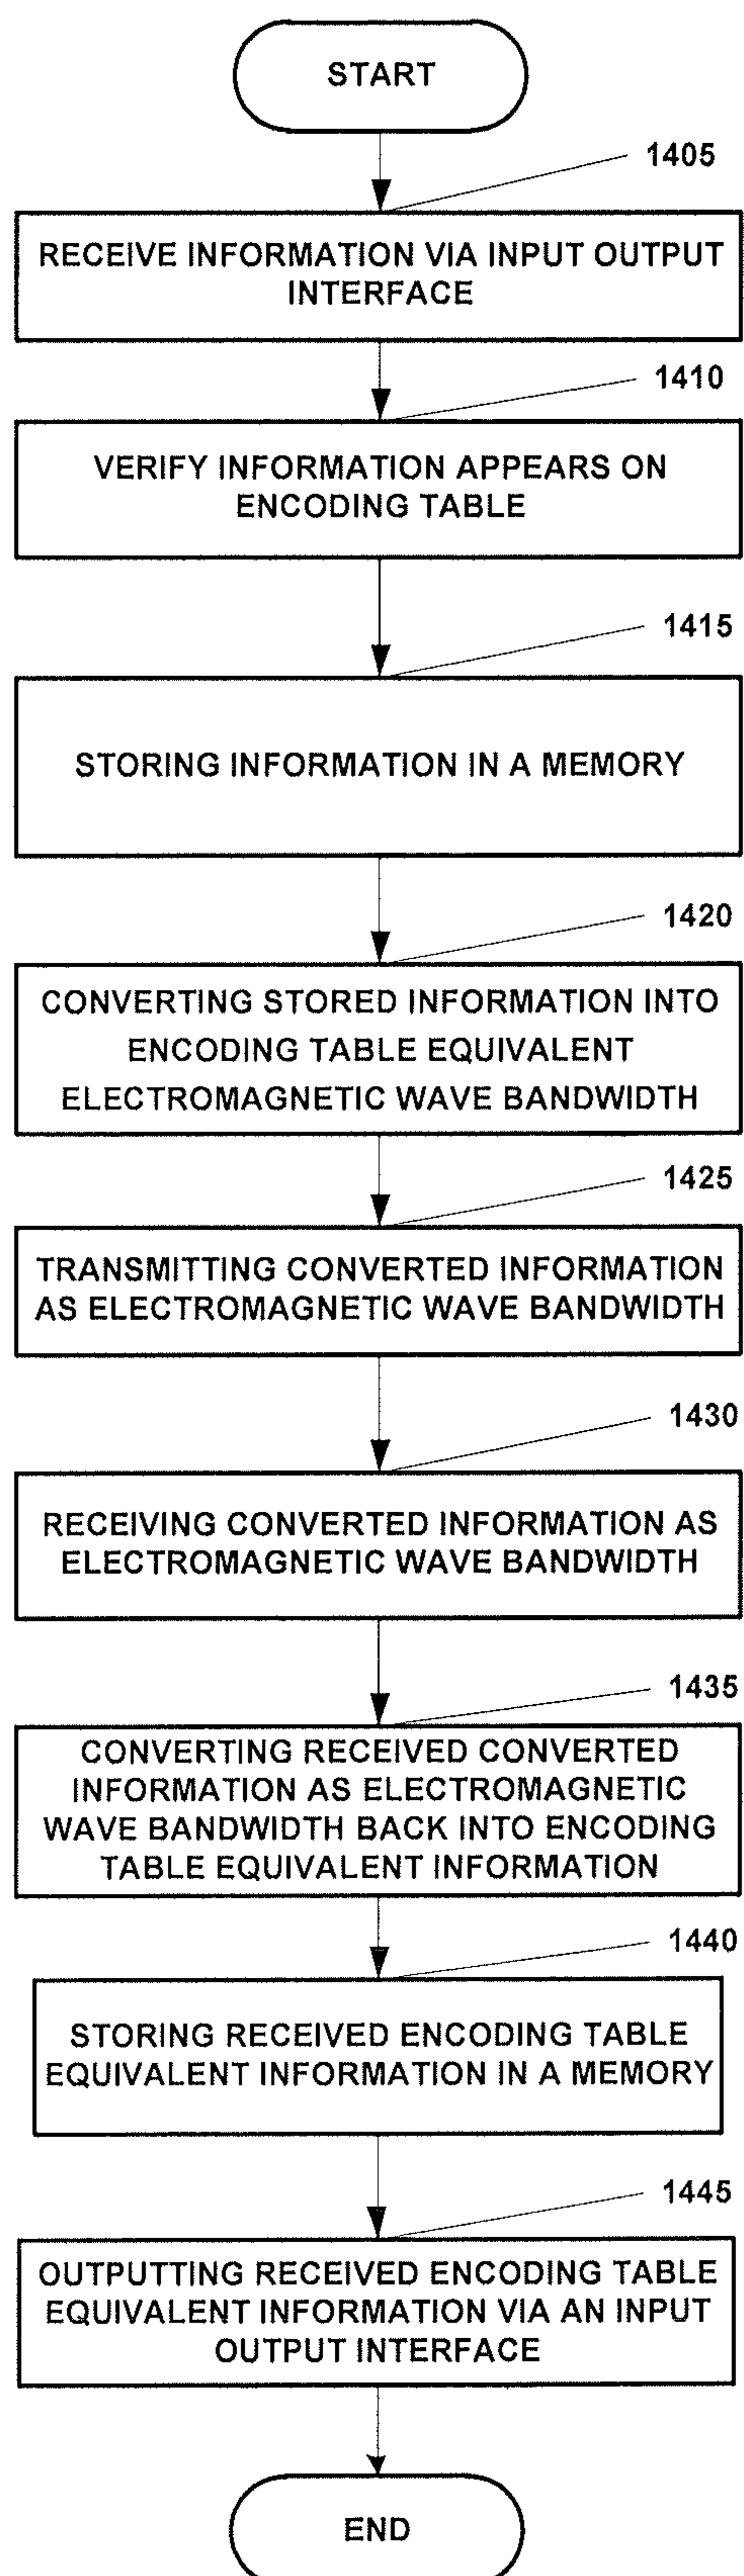 START
1405
RECEIVE INFORMATION VIA INPUT OUTPUT
INTERFACE
1410
VERIFY INFORMATION APPEARS ON
ENCODING TABLE
1415
STORING INFORMATION IN A MEMORY
1420
CONVERTING STORED INFORMATION INTO
ENCODING TABLE EQUIVALENT
ELECTROMAGNETIC WAVE BANDWIDTH
1425
TRANSMITTING CONVERTED INFORMATION
AS ELECTROMAGNETIC WAVE BANDWIDTH
1430
RECEIVING CONVERTED INFORMATION AS
ELECTROMAGNETIC WAVE BANDWIDTH
1435
CONVERTING RECEIVED CONVERTED
INFORMATION AS ELECTROMAGNETIC
WAVE BANDWIDTH BACK INTO ENCODING
TABLE EQUIVALENT INFORMATION
1440
STORING RECEIVED ENCODING TABLE
EQUIVALENT INFORMATION IN A MEMORY
1445
OUTPUTTING RECEIVED ENCODING TABLE
EQUIVALENT INFORMATION VIA AN INPUT
OUTPUT INTERFACE
END